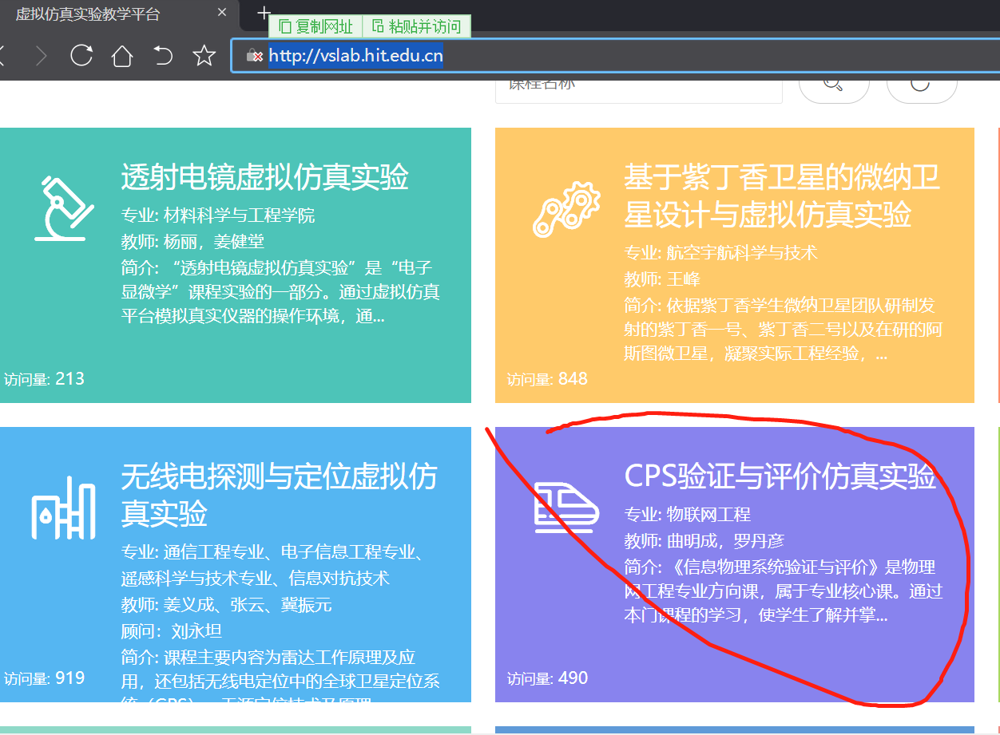 虚拟仿真实验教学平台
复制网址
粘贴并访问
http://vslab.hit.edu.cn
课程名称
透射电镜虚拟仿真实验
专业: 材料科学与工程学院
教师: 杨丽，姜健堂
简介: “透射电镜虚拟仿真实验”是“电子
显微学”课程实验的一部分。通过虚拟仿真
平台模拟真实仪器的操作环境，通...
访问量: 213
基于紫丁香卫星的微纳卫
星设计与虚拟仿真实验
专业: 航空宇航科学与技术
教师: 王峰
简介: 依据紫丁香学生微纳卫星团队研制发
射的紫丁香一号、紫丁香二号以及在研的阿
斯图微卫星，凝聚实际工程经验，...
访问量: 848
无线电探测与定位虚拟仿
真实验
专业: 通信工程专业、电子信息工程专业、
遥感科学与技术专业、信息对抗技术
教师: 姜义成、张云、冀振元
顾问：刘永坦
简介: 课程主要内容为雷达工作原理及应
用，还包括无线电定位中的全球卫星定位系
统（GPS）、无源定位技术及原理
访问量: 919
CPS验证与评价仿真实验
专业: 物联网工程
教师: 曲明成，罗丹彦
简介: 《信息物理系统验证与评价》是物理
网工程专业方向课，属于专业核心课。通过
本门课程的学习，使学生了解并掌...
访问量: 490